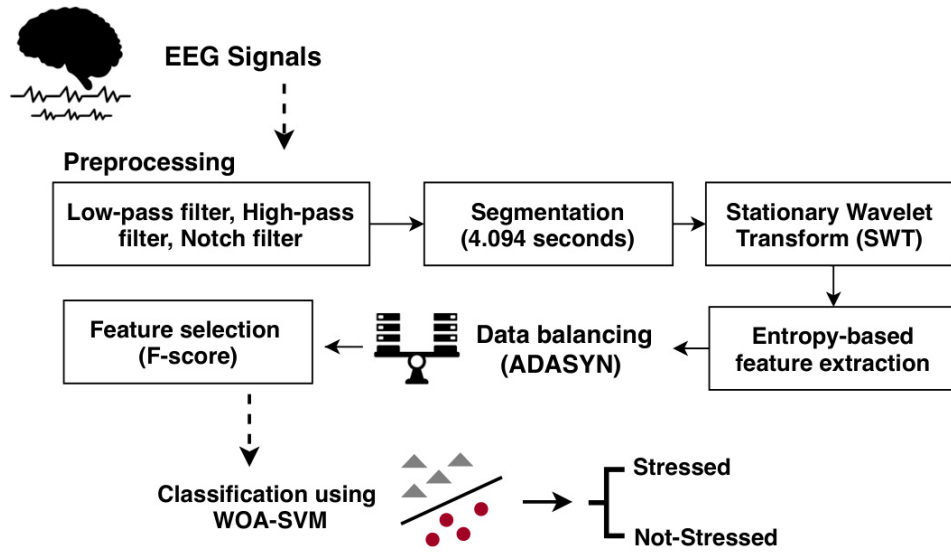 EEG Signals
Preprocessing
Low-pass filter, High-pass
filter, Notch filter
Segmentation
(4.094 seconds)
Stationary Wavelet
Transform (SWT)
Entropy-based
feature extraction
Data balancing
(ADASYN)
Feature selection
(F-score)
Classification using
WOA-SVM
Stressed
Not-Stressed